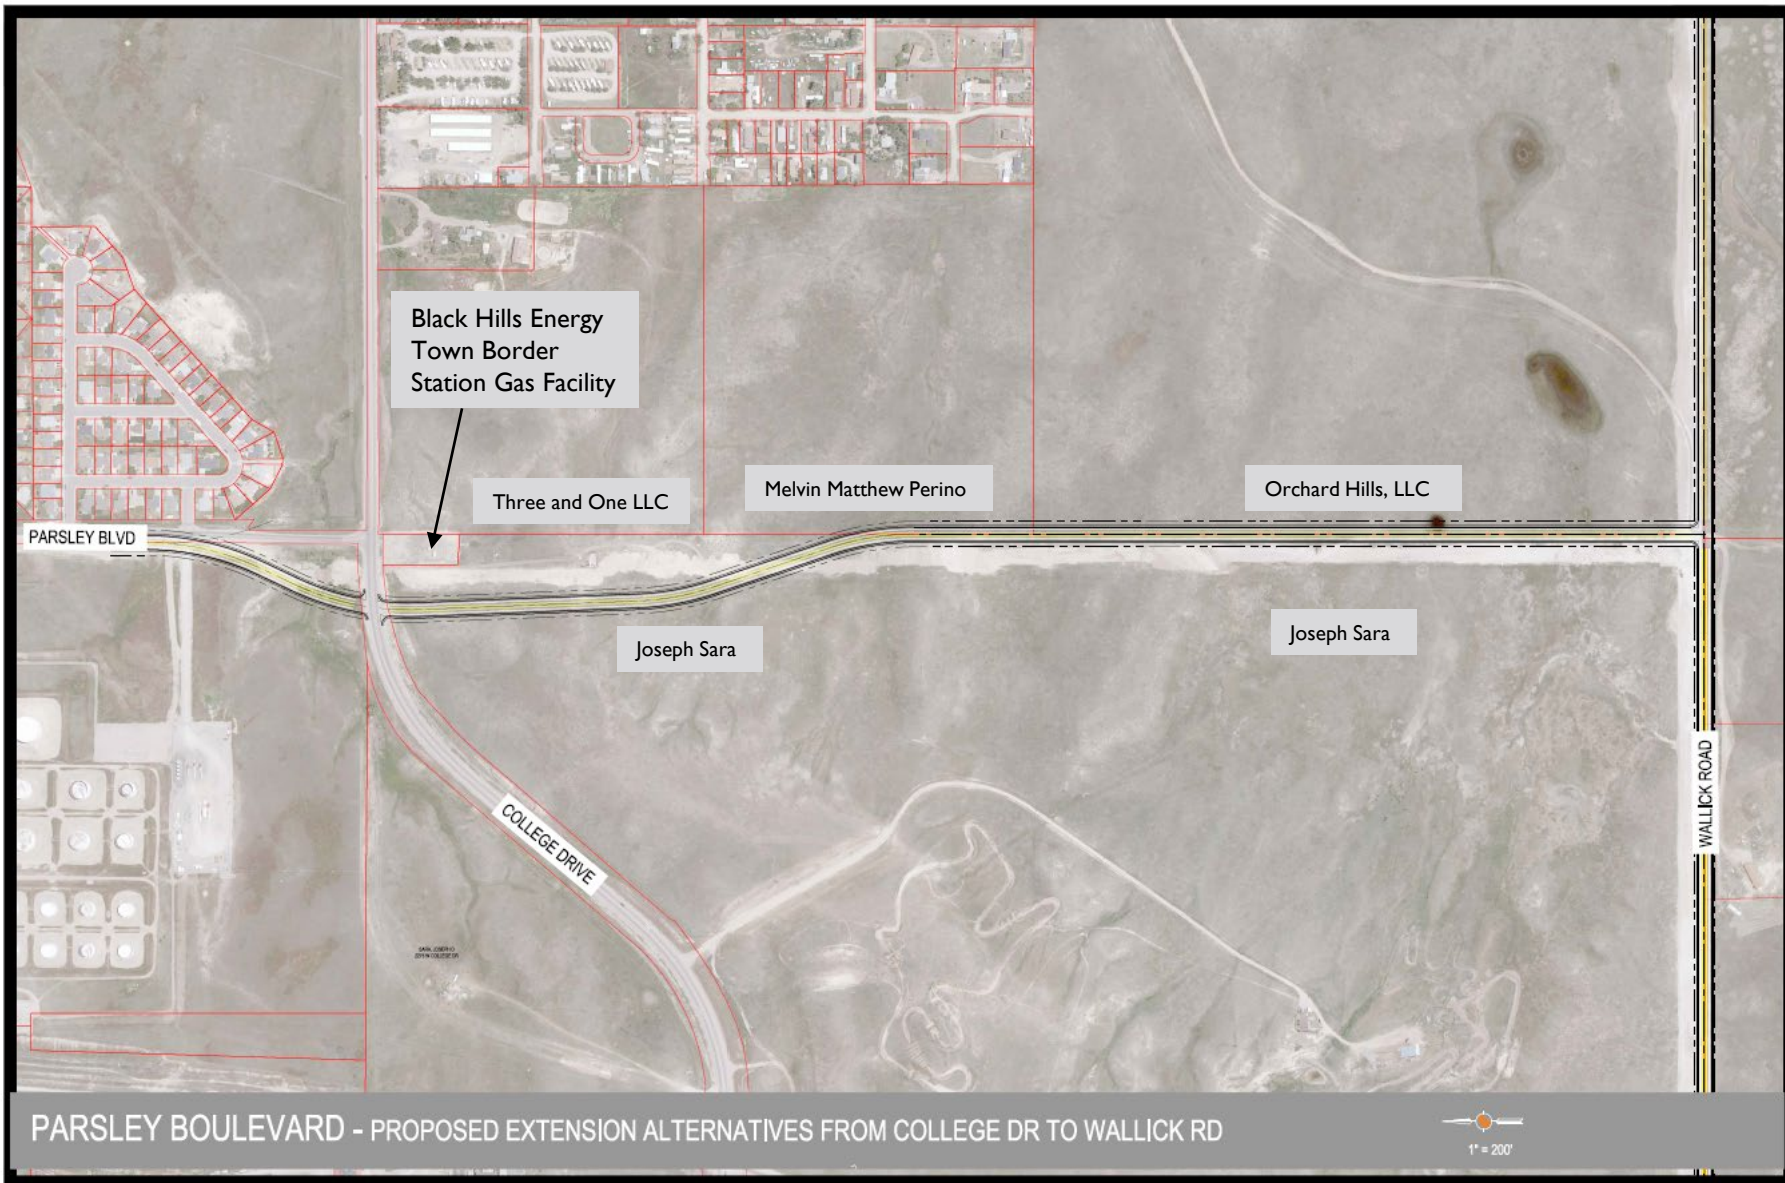 Black Hills Energy
Town Border
Station Gas Facility
Three and One LLC
Melvin Matthew Perino
Orchard Hills, LLC
PARSLEY BLVD
Joseph Sara
Joseph Sara
WALLICK ROAD
COLLEGE DRIVE
SARA, JOSEPH O
PARSLEY BOULEVARD - PROPOSED EXTENSION ALTERNATIVES FROM COLLEGE DR TO WALLICK RD
1" = 200'